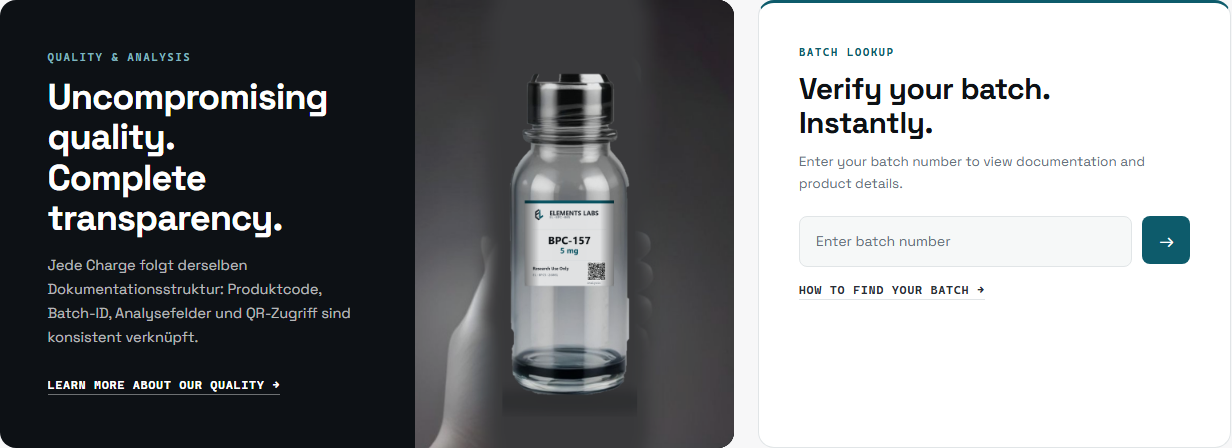 QUALITY & ANALYSIS
Uncompromising
quality.
Complete
transparency.
Jede Charge folgt derselben
Dokumentationsstruktur: Produktcode,
Batch-ID, Analysefelder und QR-Zugriff sind
konsistent verknüpft.
LEARN MORE ABOUT OUR QUALITY →
ELEMENTS LABS
BPC-157
5 mg
Research Use Only
BATCH LOOKUP
Verify your batch.
Instantly.
Enter your batch number to view documentation and
product details.
Enter batch number
→
HOW TO FIND YOUR BATCH →